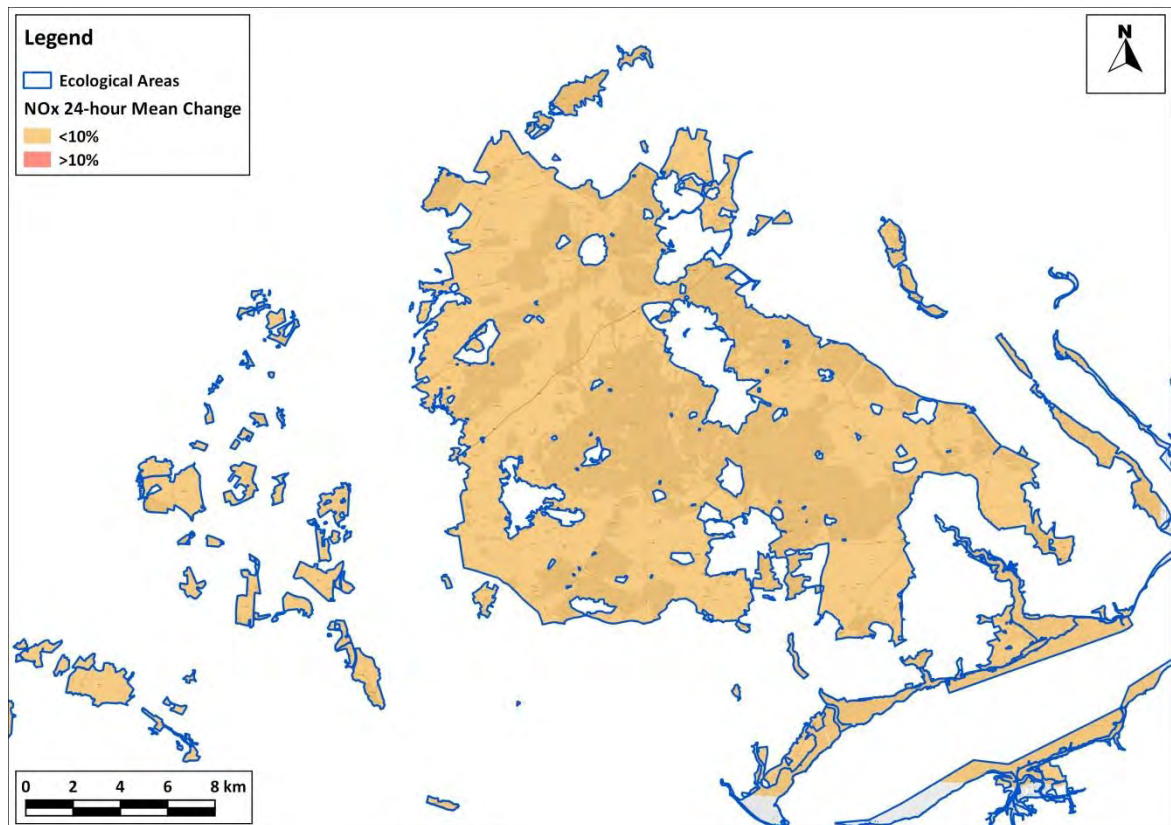 Legend
Ecological Areas
NOx 24-hour Mean Change
<10%
>10%
N
0 2 4 6 8 km